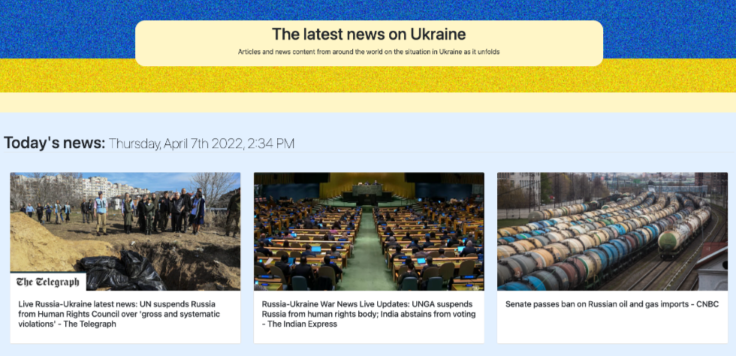 The latest news on Ukraine
Articles and news content from around the world on the situation in Ukraine as it unfolds
Today's news: Thursday, April 7th 2022, 2:34 PM
The Telegraph
Live Russia-Ukraine latest news: UN suspends Russia
from Human Rights Council over 'gross and systematic
violations' - The Telegraph
Russia-Ukraine War News Live Updates: UNGA suspends
Russia from human rights body; India abstains from voting
- The Indian Express
Senate passes ban on Russian oil and gas imports - CNBC